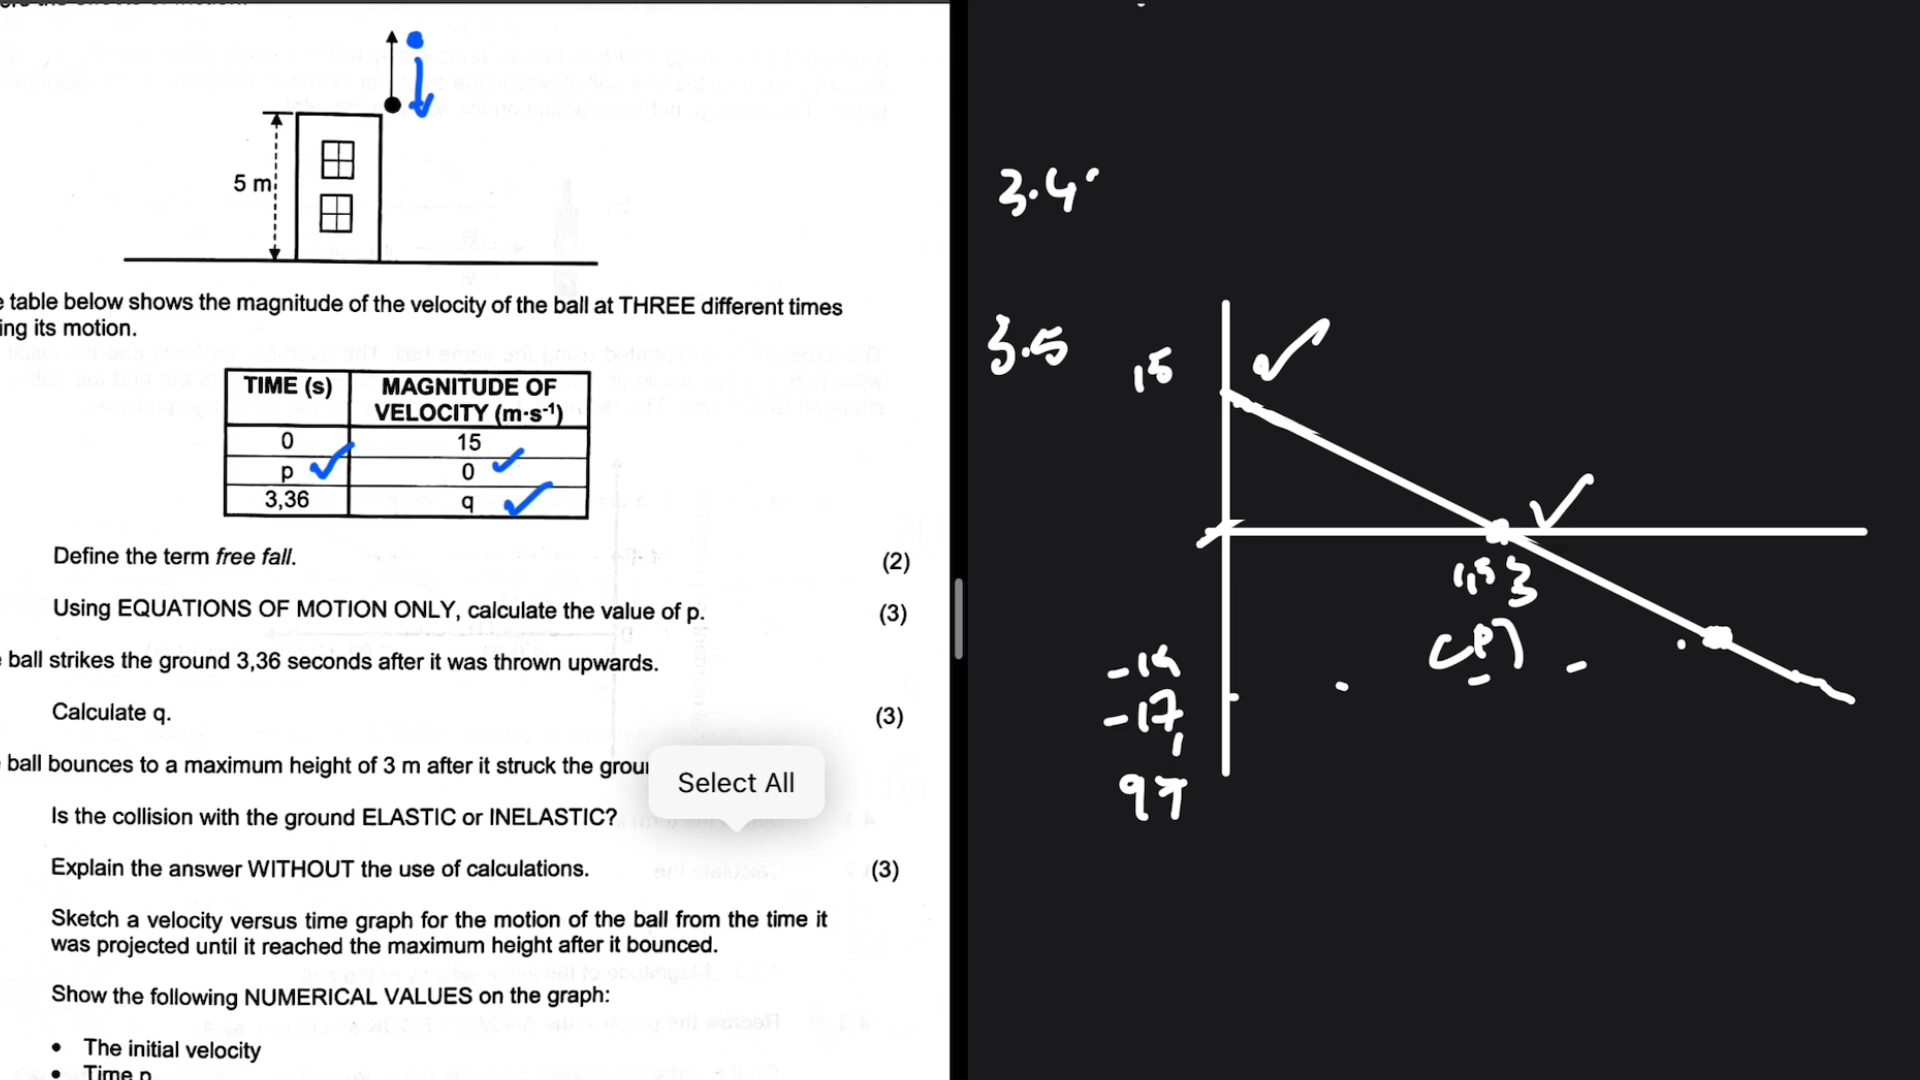 5 m
e table below shows the magnitude of the velocity of the ball at THREE different times
ing its motion.
TIME (s) MAGNITUDE OF VELOCITY (m·s⁻¹)
0 15
p 0
3,36 q
Define the term free fall. (2)
Using EQUATIONS OF MOTION ONLY, calculate the value of p. (3)
ball strikes the ground 3,36 seconds after it was thrown upwards.
Calculate q. (3)
ball bounces to a maximum height of 3 m after it struck the groun
Select All
Is the collision with the ground ELASTIC or INELASTIC?
Explain the answer WITHOUT the use of calculations. (3)
Sketch a velocity versus time graph for the motion of the ball from the time it
was projected until it reached the maximum height after it bounced.
Show the following NUMERICAL VALUES on the graph:
• The initial velocity
• Time p
3.4
3.5
15
1,53
(P)
-15
-17,
97